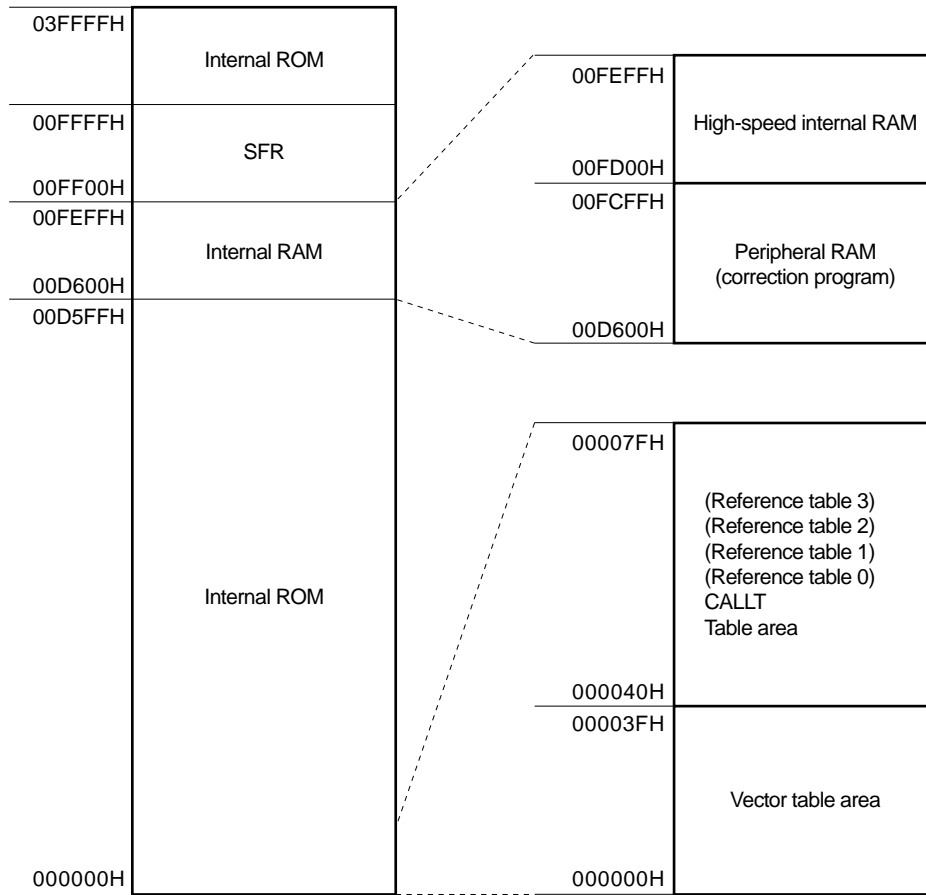 03FFFFH
Internal ROM
00FFFFH
SFR
00FF00H
00FEFFH
Internal RAM
00D600H
00D5FFH
Internal ROM
000000H
00FEFFH
High-speed internal RAM
00FD00H
00FCFFH
Peripheral RAM
(correction program)
00D600H
00007FH
(Reference table 3)
(Reference table 2)
(Reference table 1)
(Reference table 0)
CALLT
Table area
000040H
00003FH
Vector table area
000000H